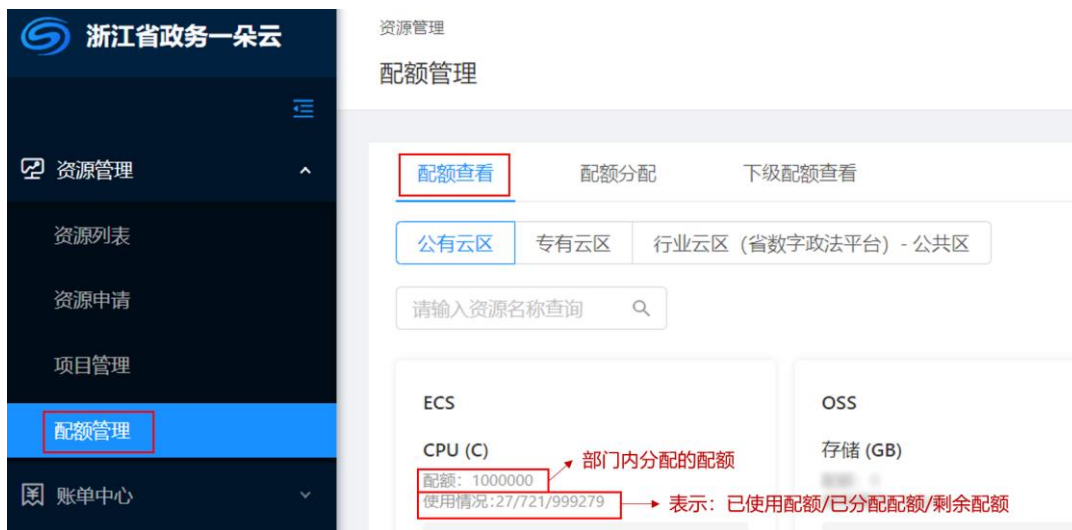 浙江省政务一朵云
资源管理
资源列表
资源申请
项目管理
配额管理
账单中心
资源管理
配额管理
配额查看 配额分配 下级配额查看
公有云区 专有云区 行业云区（省数字政法平台）- 公共区
请输入资源名称查询
ECS
CPU (C)
配额：1000000
使用情况:27/721/999279
部门内分配的配额
表示：已使用配额/已分配配额/剩余配额
OSS
存储 (GB)